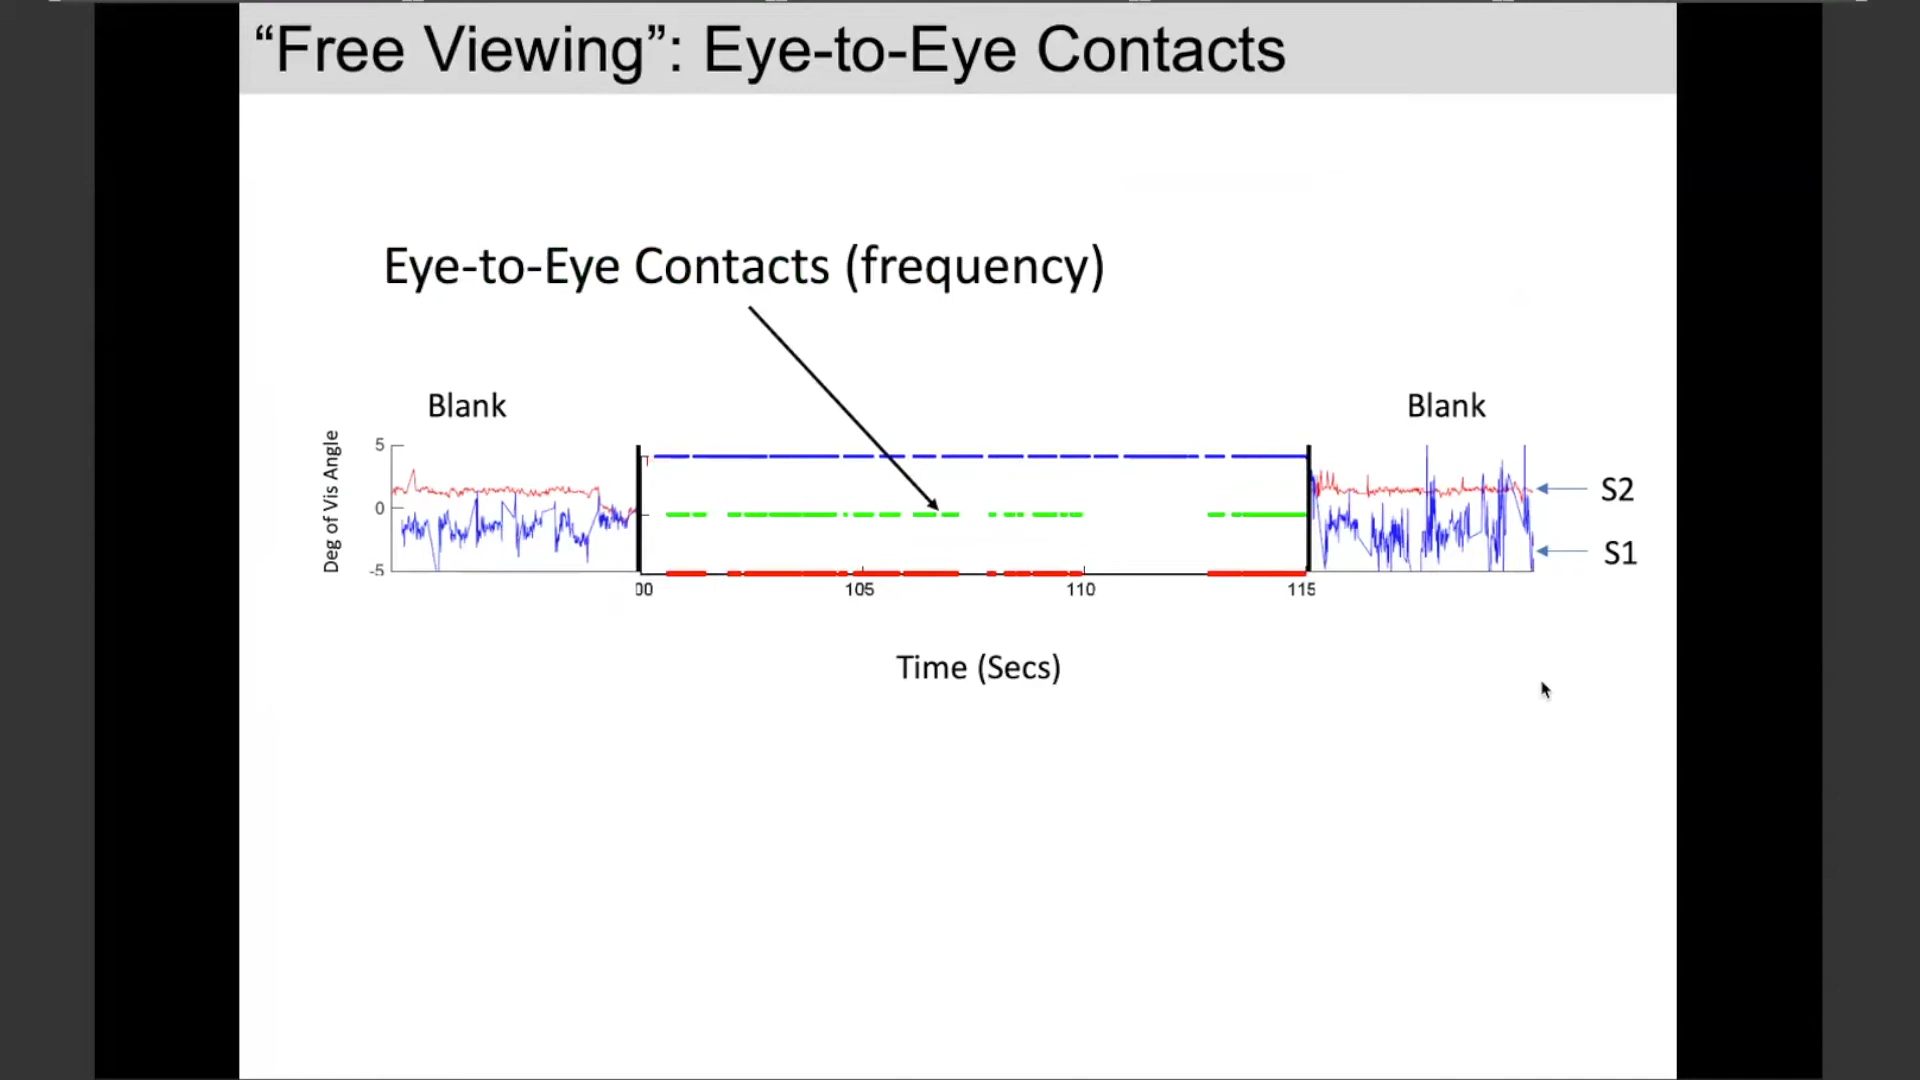 “Free Viewing”: Eye-to-Eye Contacts
Eye-to-Eye Contacts (frequency)
Blank
Blank
Deg of Vis Angle
5
0
-5
S2
S1
00
105
110
115
Time (Secs)